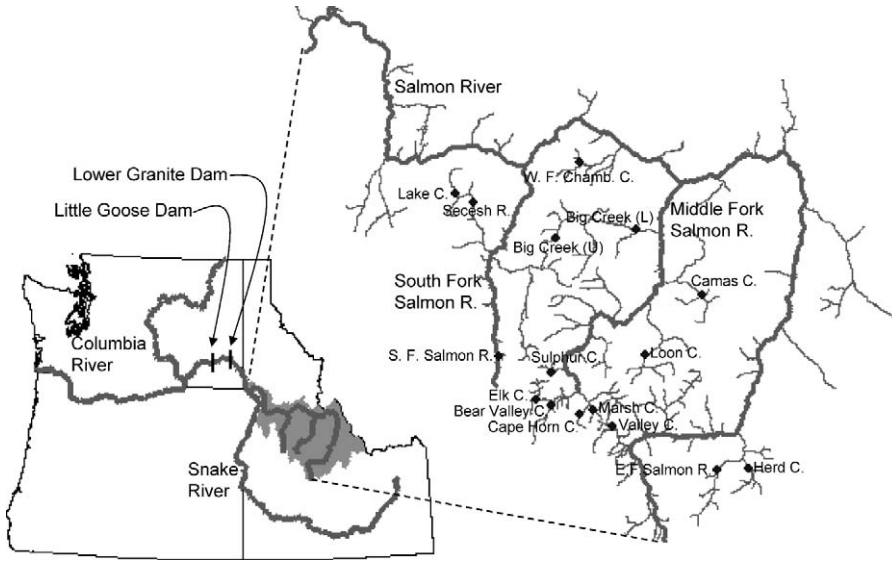 Salmon River
Lower Granite Dam
Little Goose Dam
W. F. Chamb. C.
Lake C.
Secesh R.
Big Creek (L)
Middle Fork
Salmon R.
Big Creek (U)
South Fork
Salmon R.
Camas C.
Columbia
River
S. F. Salmon R.
Sulphur C.
Loon C.
Elk C.
Bear Valley C.
Marsh C.
Cape Horn C.
Valley C.
Snake
River
E.F.Salmon R.
Herd C.